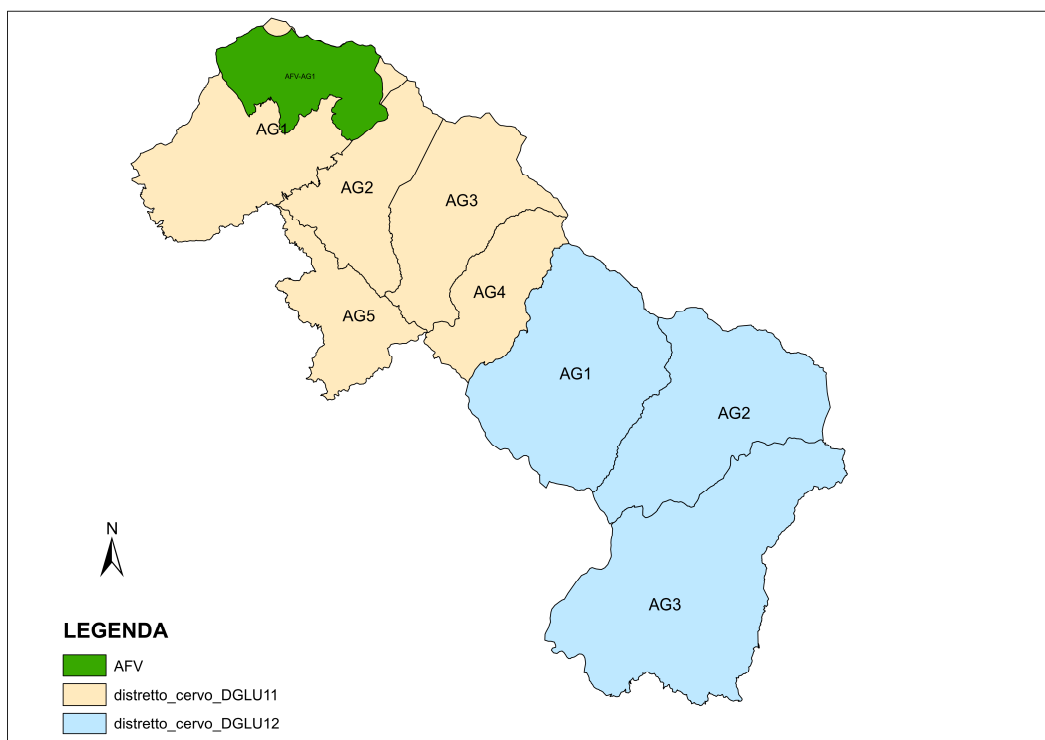 AFV-AG1
AG1
AG2
AG3
AG4
AG5
AG1
AG2
AG3
N
LEGENDA
AFV
distretto_cervo_DGLU11
distretto_cervo_DGLU12